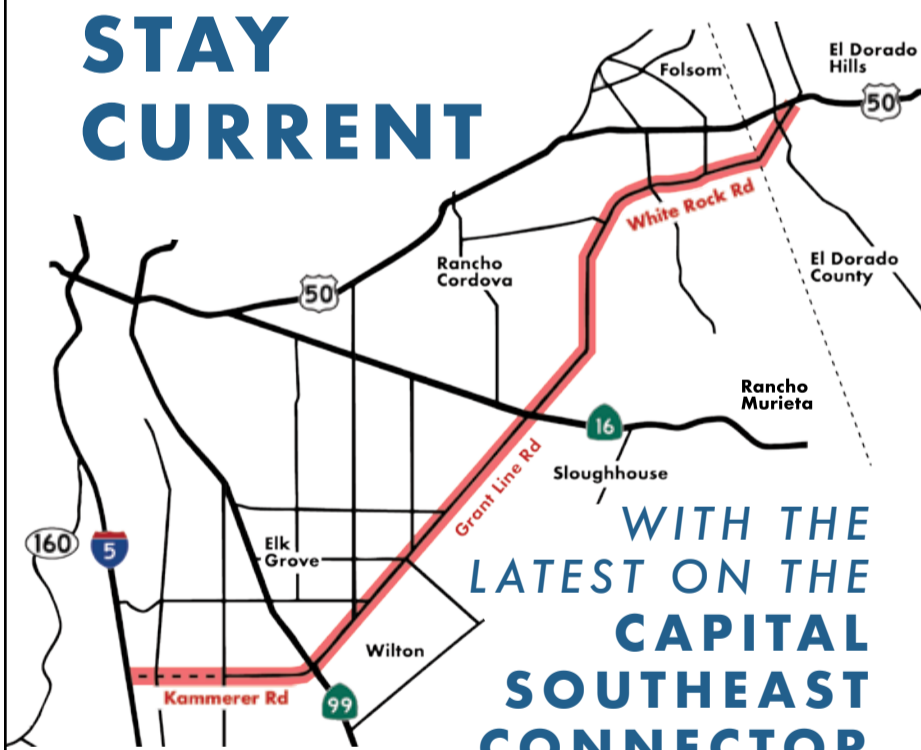 STAY
CURRENT
El Dorado
Hills
Folsom
50
White Rock Rd
Rancho
Cordova
El Dorado
County
50
Rancho
Murieta
16
Sloughhouse
Grant Line Rd
160
5
Elk
Grove
Wilton
Kammerer Rd
99
WITH THE
LATEST ON THE
CAPITAL
SOUTHEAST
CONNECTOR